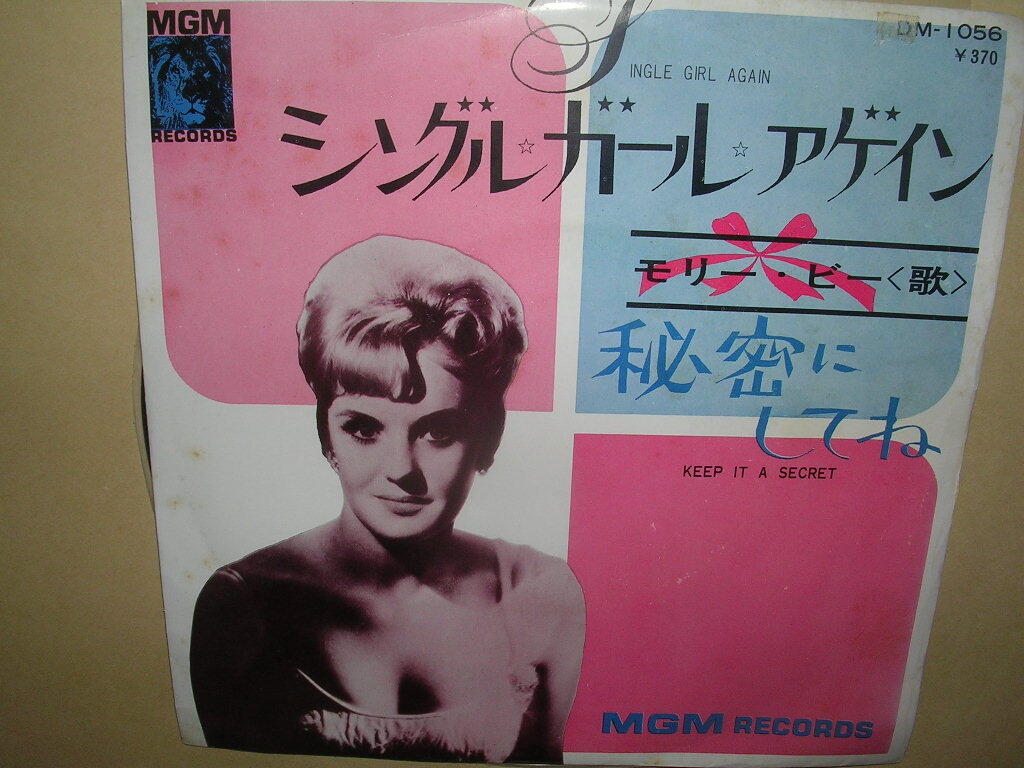 MGM
RECORDS
DM-1056
¥370
SINGLE GIRL AGAIN
シングル☆ガール☆アゲイン
モリー・ビー〈歌〉
秘密に
してね
KEEP IT A SECRET
MGM RECORDS